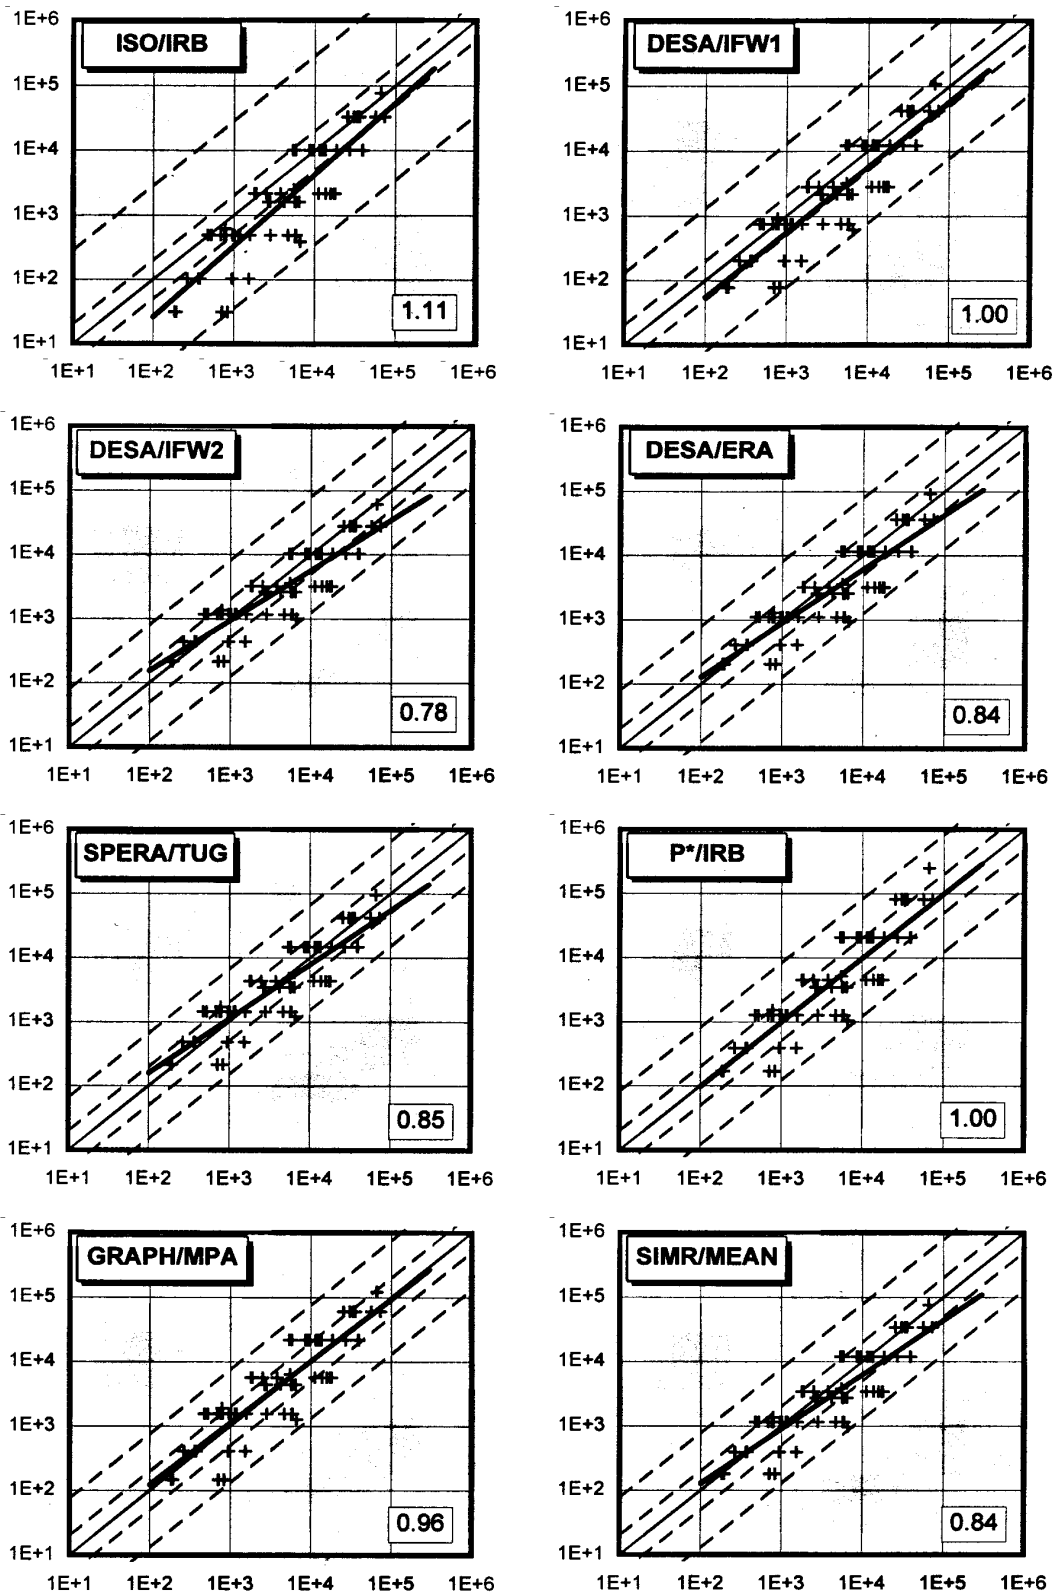 1E+6
ISO/IRB
1E+5
1E+4
1E+3
1E+2
1.11
1E+1
1E+1 1E+2 1E+3 1E+4 1E+5 1E+6
1E+6
DESA/IFW1
1E+5
1E+4
1E+3
1E+2
1.00
1E+1
1E+1 1E+2 1E+3 1E+4 1E+5 1E+6
1E+6
DESA/IFW2
1E+5
1E+4
1E+3
1E+2
0.78
1E+1
1E+1 1E+2 1E+3 1E+4 1E+5 1E+6
1E+6
DESA/ERA
1E+5
1E+4
1E+3
1E+2
0.84
1E+1
1E+1 1E+2 1E+3 1E+4 1E+5 1E+6
1E+6
SPERA/TUG
1E+5
1E+4
1E+3
1E+2
0.85
1E+1
1E+1 1E+2 1E+3 1E+4 1E+5 1E+6
1E+6
P*/IRB
1E+5
1E+4
1E+3
1E+2
1.00
1E+1
1E+1 1E+2 1E+3 1E+4 1E+5 1E+6
1E+6
GRAPH/MPA
1E+5
1E+4
1E+3
1E+2
0.96
1E+1
1E+1 1E+2 1E+3 1E+4 1E+5 1E+6
1E+6
SIMR/MEAN
1E+5
1E+4
1E+3
1E+2
0.84
1E+1
1E+1 1E+2 1E+3 1E+4 1E+5 1E+6